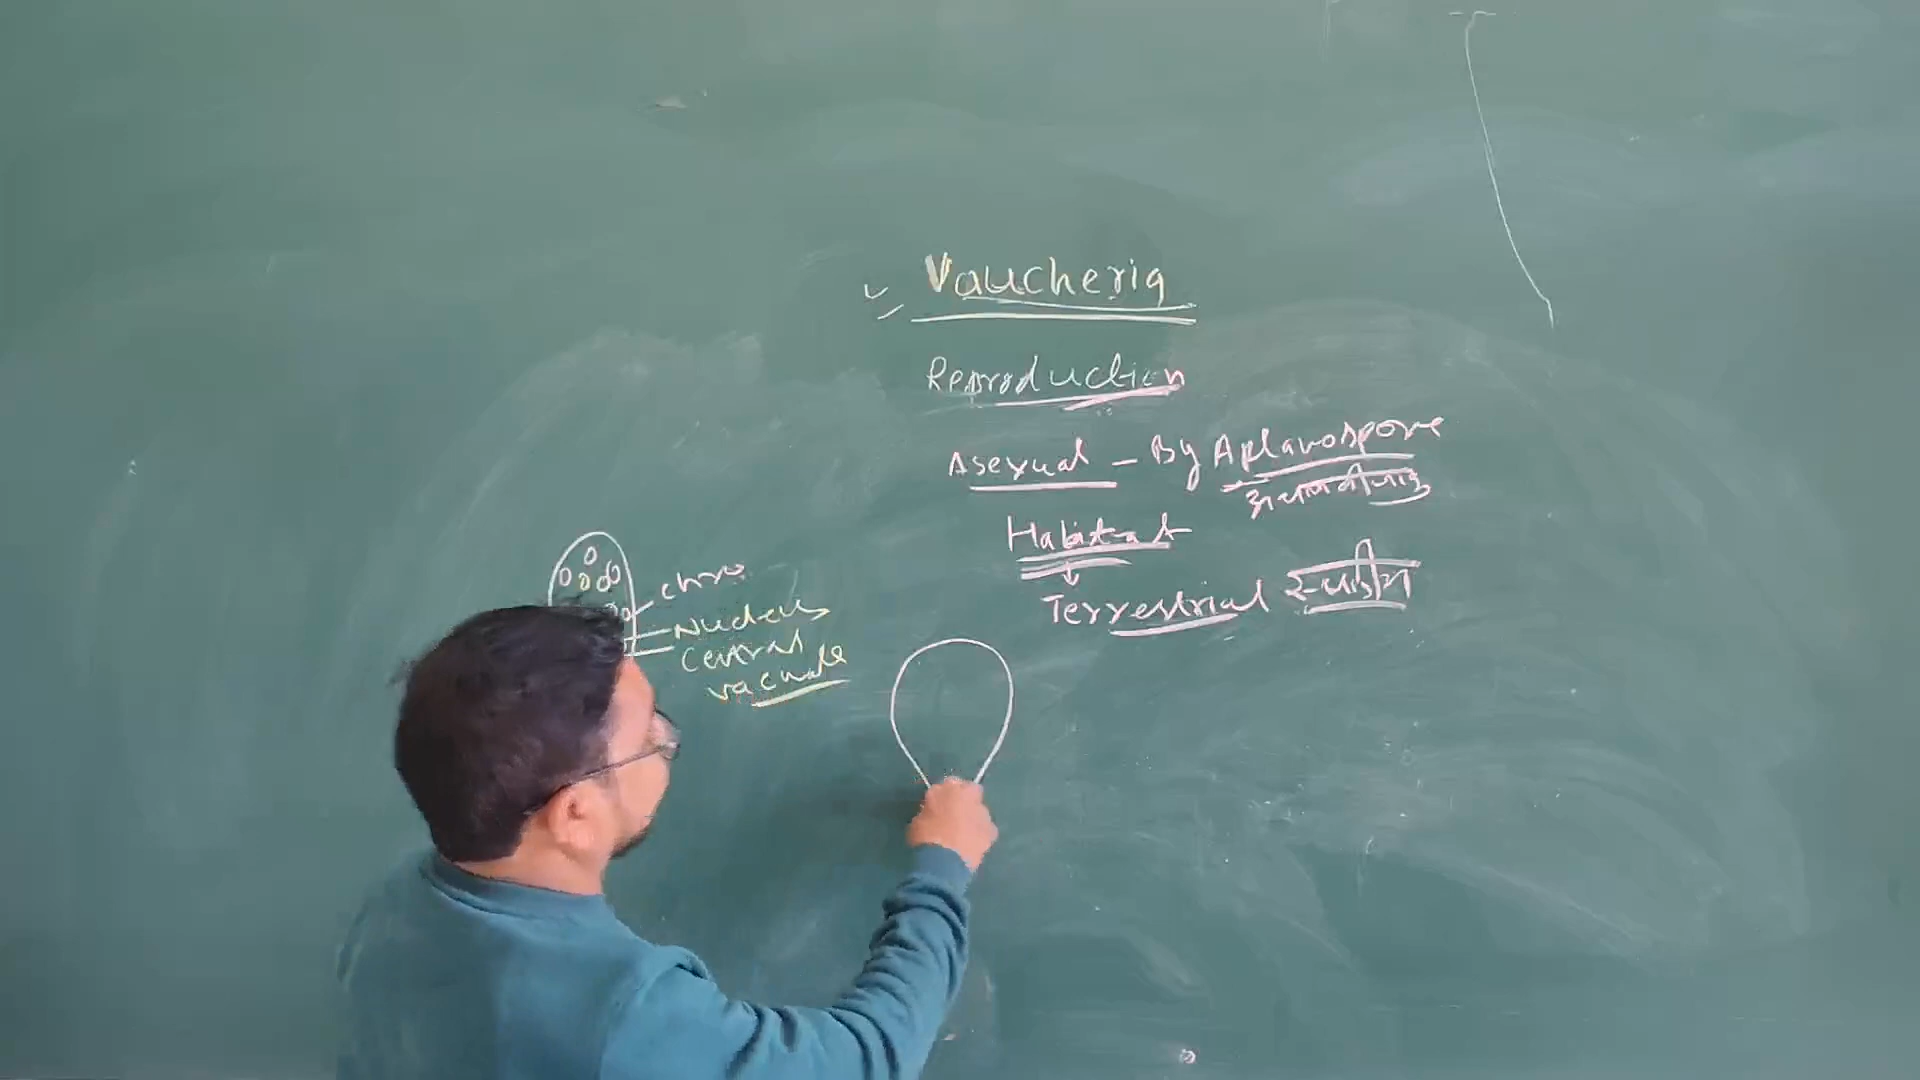 Vaucheria
Reproduction
Asexual - By Aplanospore
Habitat
Terrestrial
chro
Nucleus
Central
vacuole